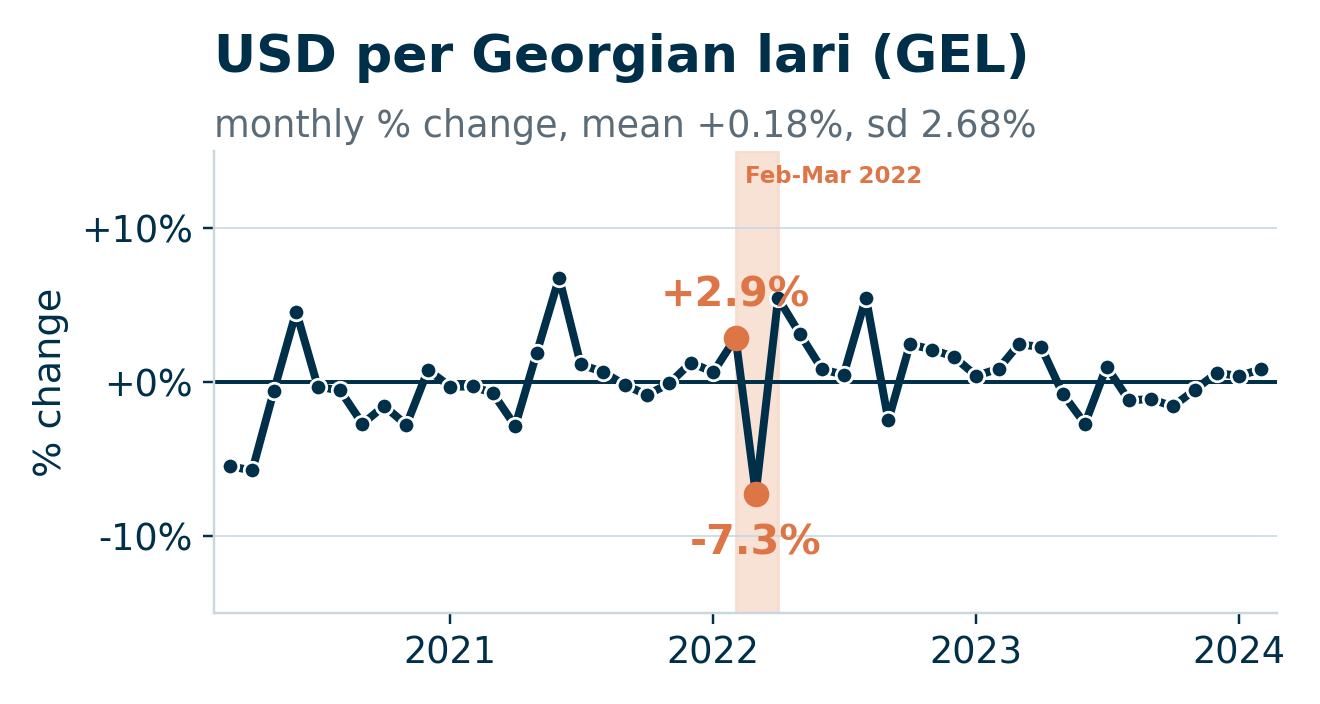 USD per Georgian lari (GEL)
monthly % change, mean +0.18%, sd 2.68%
Feb-Mar 2022
+10%
+2.9%
% change
+0%
-7.3%
-10%
2021
2022
2023
2024